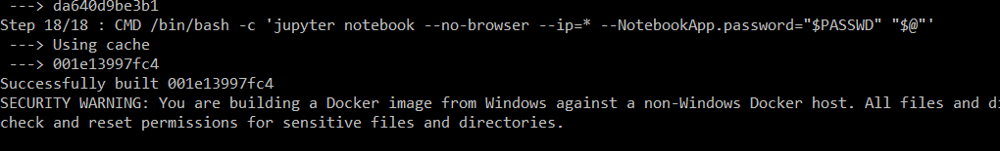 ---> da640d9be3b1
Step 18/18 : CMD /bin/bash -c 'jupyter notebook --no-browser --ip=* --NotebookApp.password="$PASSWD" "$@"'
---> Using cache
---> 001e13997fc4
Successfully built 001e13997fc4
SECURITY WARNING: You are building a Docker image from Windows against a non-Windows Docker host. All files and di
check and reset permissions for sensitive files and directories.